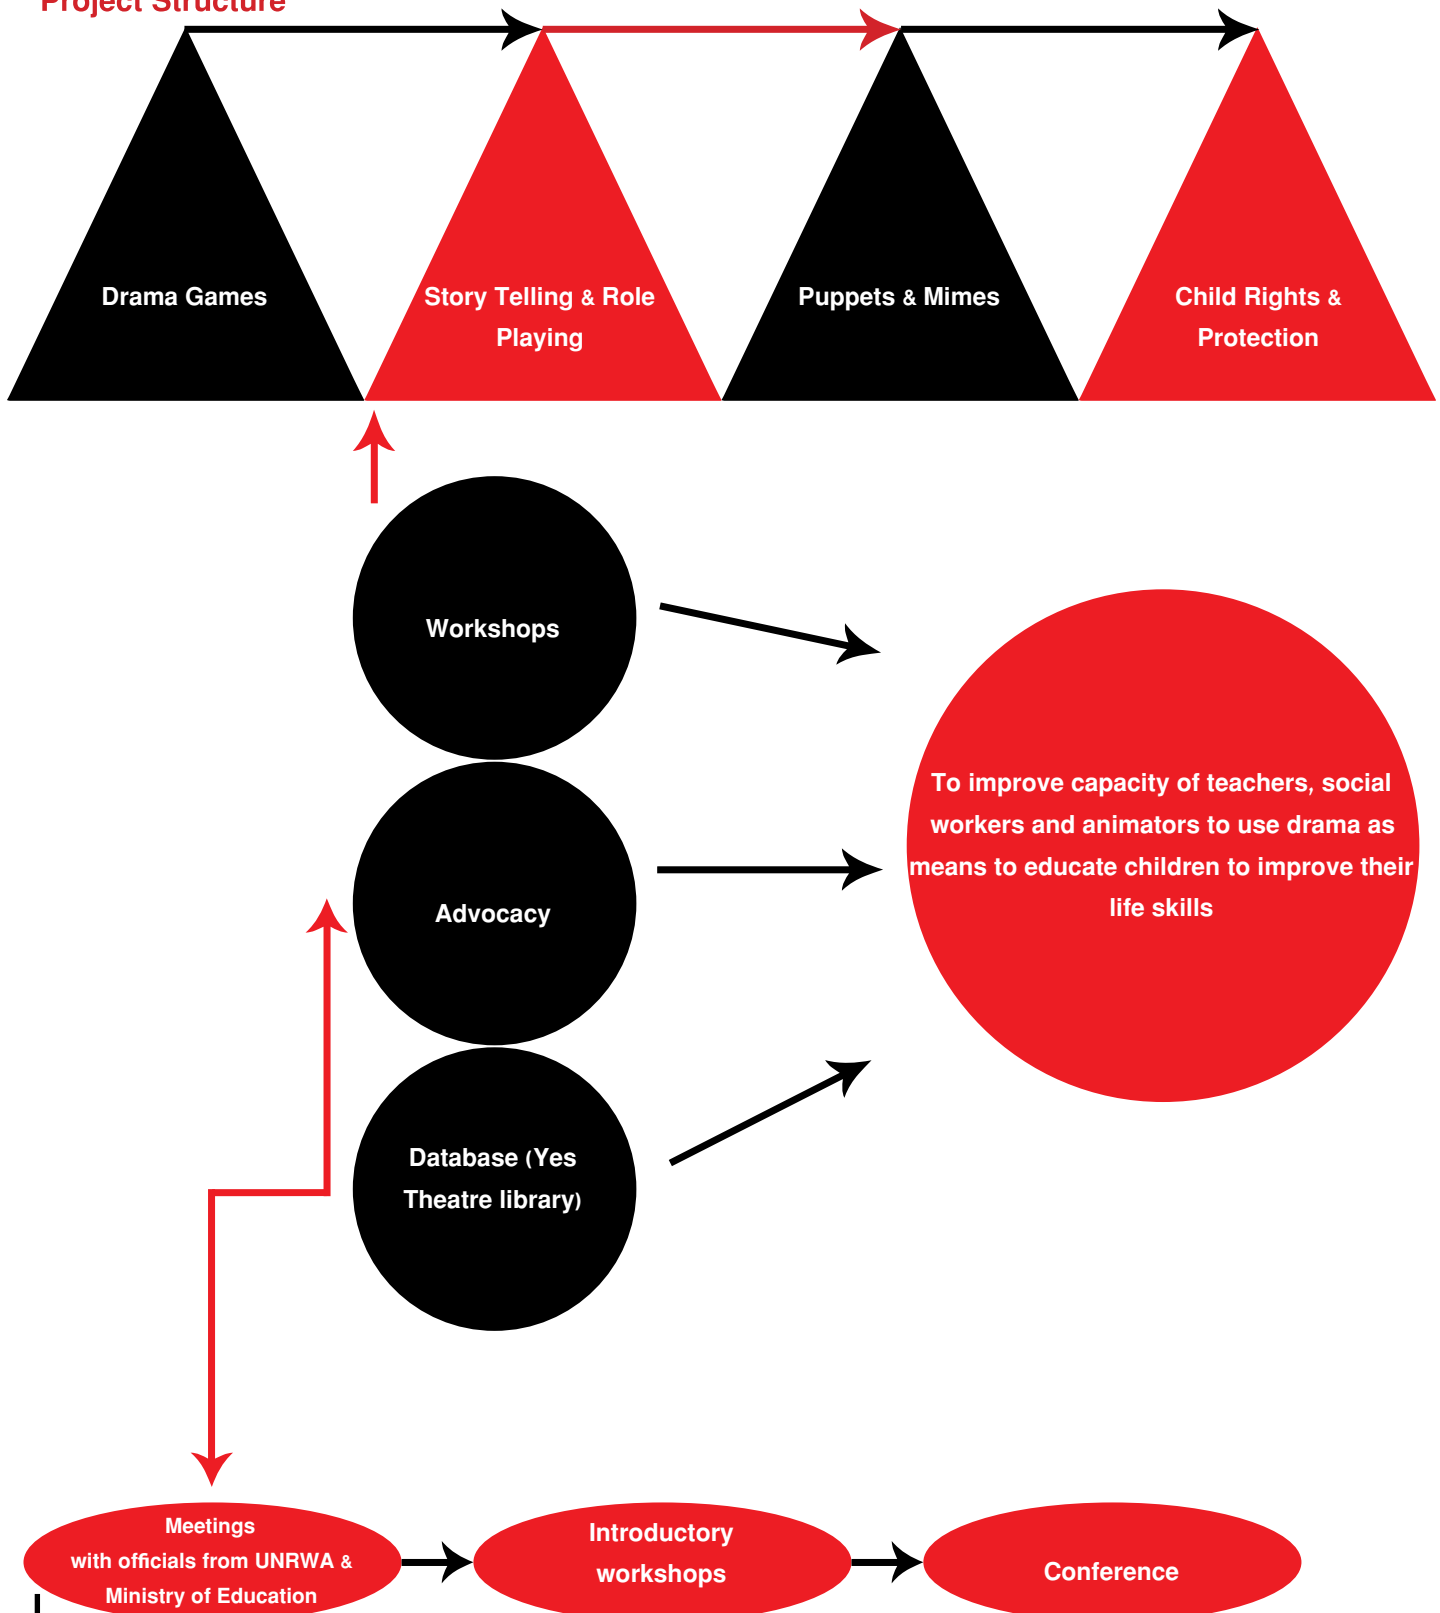 Project Structure
Drama Games
Story Telling & Role
Playing
Puppets & Mimes
Child Rights &
Protection
Workshops
Advocacy
Database (Yes
Theatre library)
To improve capacity of teachers, social
workers and animators to use drama as
means to educate children to improve their
life skills
Meetings
with officials from UNRWA &
Ministry of Education
Introductory
workshops
Conference